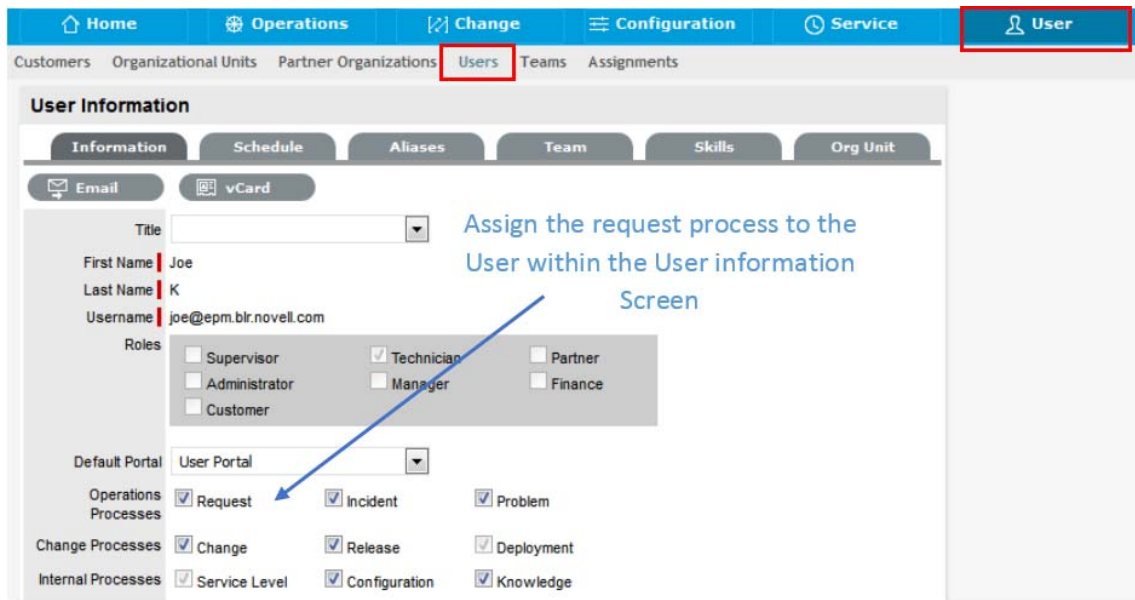 Home Operations Change Configuration Service User
Customers Organizational Units Partner Organizations Users Teams Assignments
User Information
Information Schedule Aliases Team Skills Org Unit
Email vCard
Title
Assign the request process to the
User within the User information
Screen
First Name Joe
Last Name K
Username joe@epm.blr.novell.com
Roles
Supervisor Technician Partner
Administrator Manager Finance
Customer
Default Portal User Portal
Operations
Processes
Request Incident Problem
Change Processes Change Release Deployment
Internal Processes Service Level Configuration Knowledge